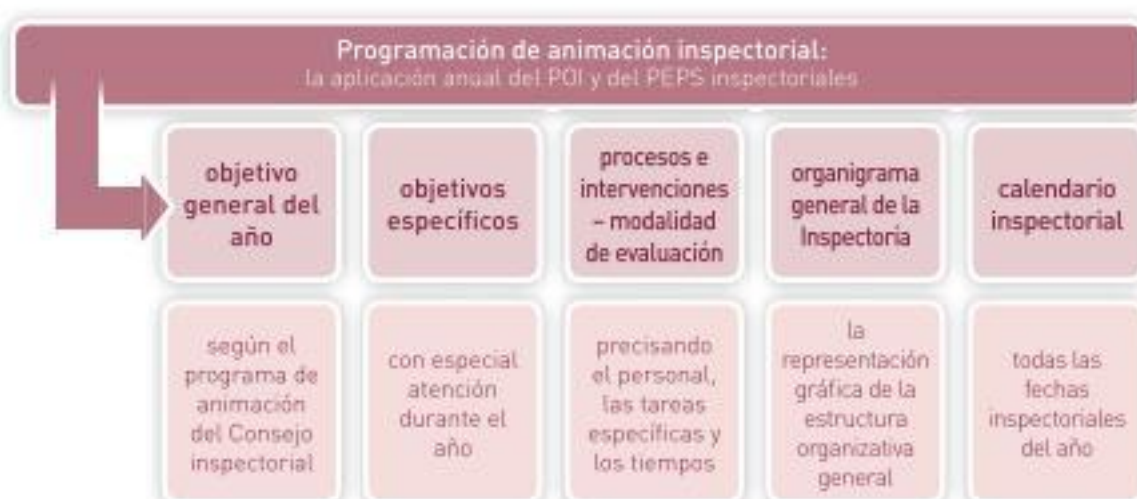 Programación de animación inspectorial:
la aplicación anual del POI y del PEPS inspectoriales
objetivo
general del
año
objetivos
específicos
procesos e
intervenciones
– modalidad
de evaluación
organigrama
general de la
Inspectoria
calendario
inspectorial
según el
programa de
animación
del Consejo
inspectorial
con especial
atención
durante el
año
precisando
el personal,
las tareas
específicas y
los tiempos
la
representación
gráfica de la
estructura
organizativa
general
todas las
fechas
inspectoriales
del año